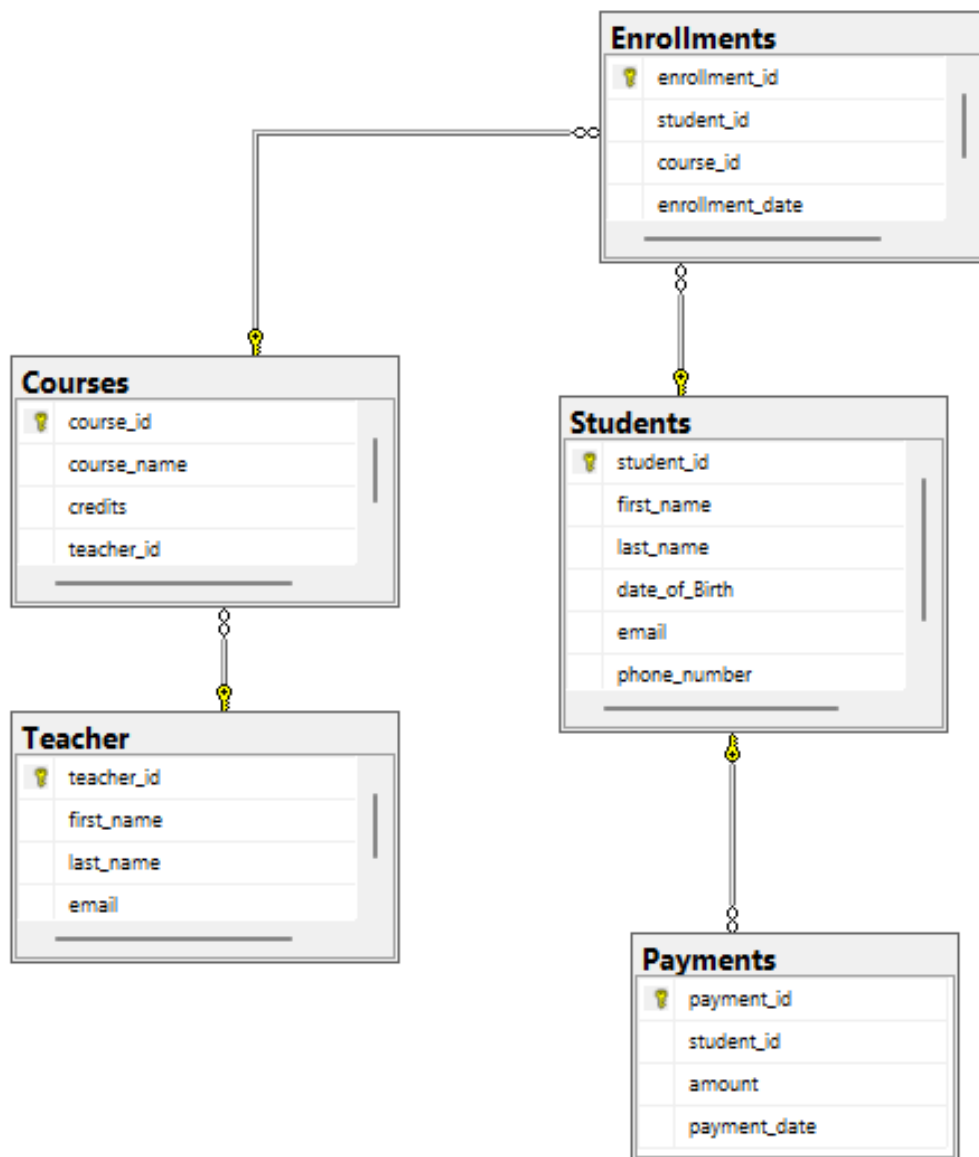 Enrollments
enrollment_id
student_id
course_id
enrollment_date
Courses
course_id
course_name
credits
teacher_id
Students
student_id
first_name
last_name
date_of_Birth
email
phone_number
Teacher
teacher_id
first_name
last_name
email
Payments
payment_id
student_id
amount
payment_date